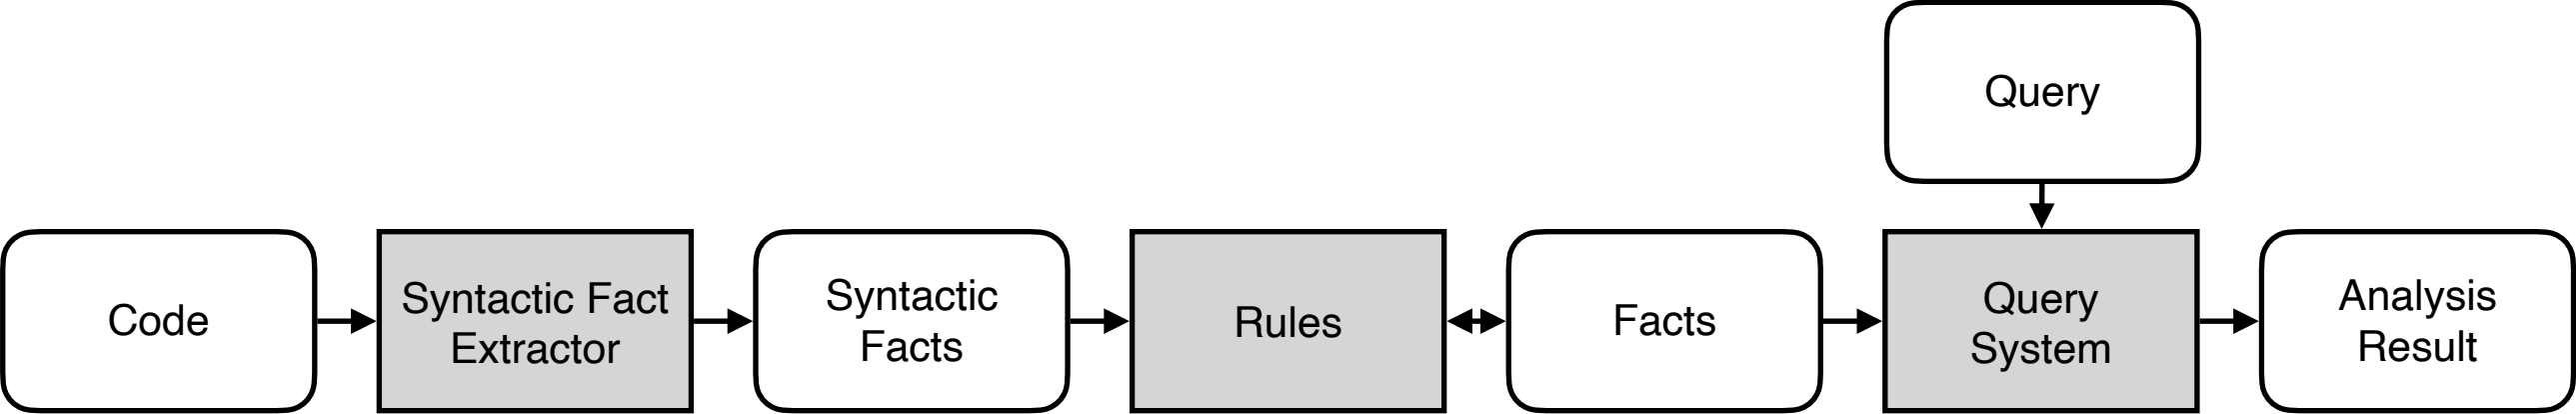 Query
Code
Syntactic Fact
Extractor
Syntactic
Facts
Rules
Facts
Query
System
Analysis
Result